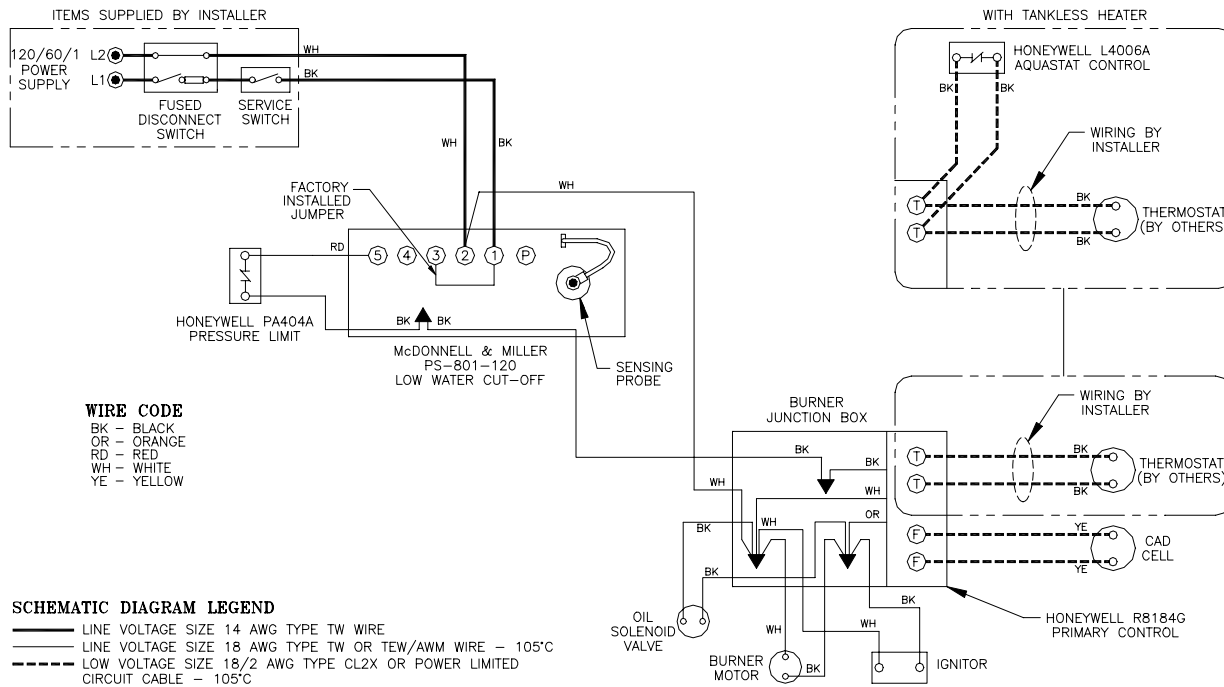 ITEMS SUPPLIED BY INSTALLER
120/60/1
POWER
SUPPLY
L2
L1
WH
BK
FUSED
DISCONNECT
SWITCH
SERVICE
SWITCH
WH
BK
WH
FACTORY
INSTALLED
JUMPER
RD
5
4
3
2
1
P
HONEYWELL PA404A
PRESSURE LIMIT
BK
BK
McDONNELL & MILLER
PS-801-120
LOW WATER CUT-OFF
SENSING
PROBE
WITH TANKLESS HEATER
HONEYWELL L4006A
AQUASTAT CONTROL
BK
BK
WIRING BY
INSTALLER
T
T
BK
BK
THERMOSTAT
(BY OTHERS)
WIRE CODE
BK - BLACK
OR - ORANGE
RD - RED
WH - WHITE
YE - YELLOW
BURNER
JUNCTION BOX
BK
BK
WH
WH
OR
BK
WH
BK
WIRING BY
INSTALLER
T
T
BK
BK
THERMOSTAT
(BY OTHERS)
F
F
YE
YE
CAD
CELL
HONEYWELL R8184G
PRIMARY CONTROL
OIL
SOLENOID
VALVE
WH
BK
WH
BK
BURNER
MOTOR
IGNITOR
SCHEMATIC DIAGRAM LEGEND
LINE VOLTAGE SIZE 14 AWG TYPE TW WIRE
LINE VOLTAGE SIZE 18 AWG TYPE TW OR TEW/AWM WIRE - 105°C
LOW VOLTAGE SIZE 18/2 AWG TYPE CL2X OR POWER LIMITED
CIRCUIT CABLE - 105°C